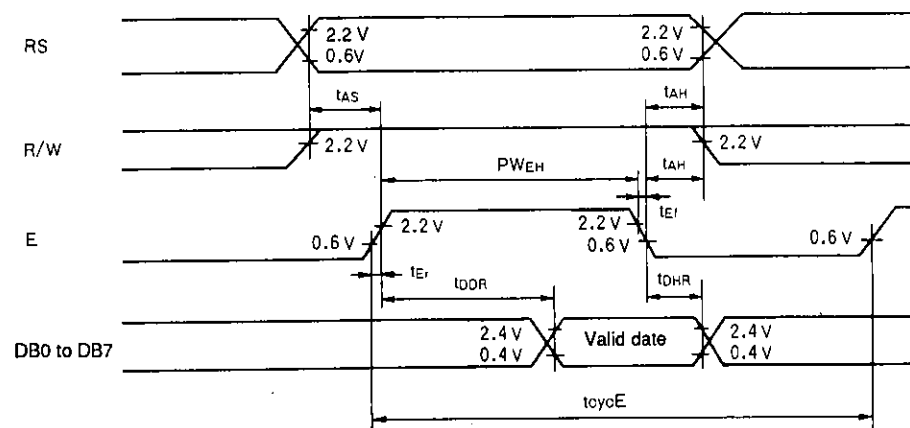 RS
2.2 V
0.6V
2.2 V
0.6V
tAS
tAH
R/W
2.2 V
2.2 V
PWEH
tAH
tEf
E
0.6 V
2.2 V
2.2 V
0.6 V
0.6 V
tEr
tDDR
tDHR
DB0 to DB7
2.4 V
0.4 V
Valid date
2.4 V
0.4 V
tcycE